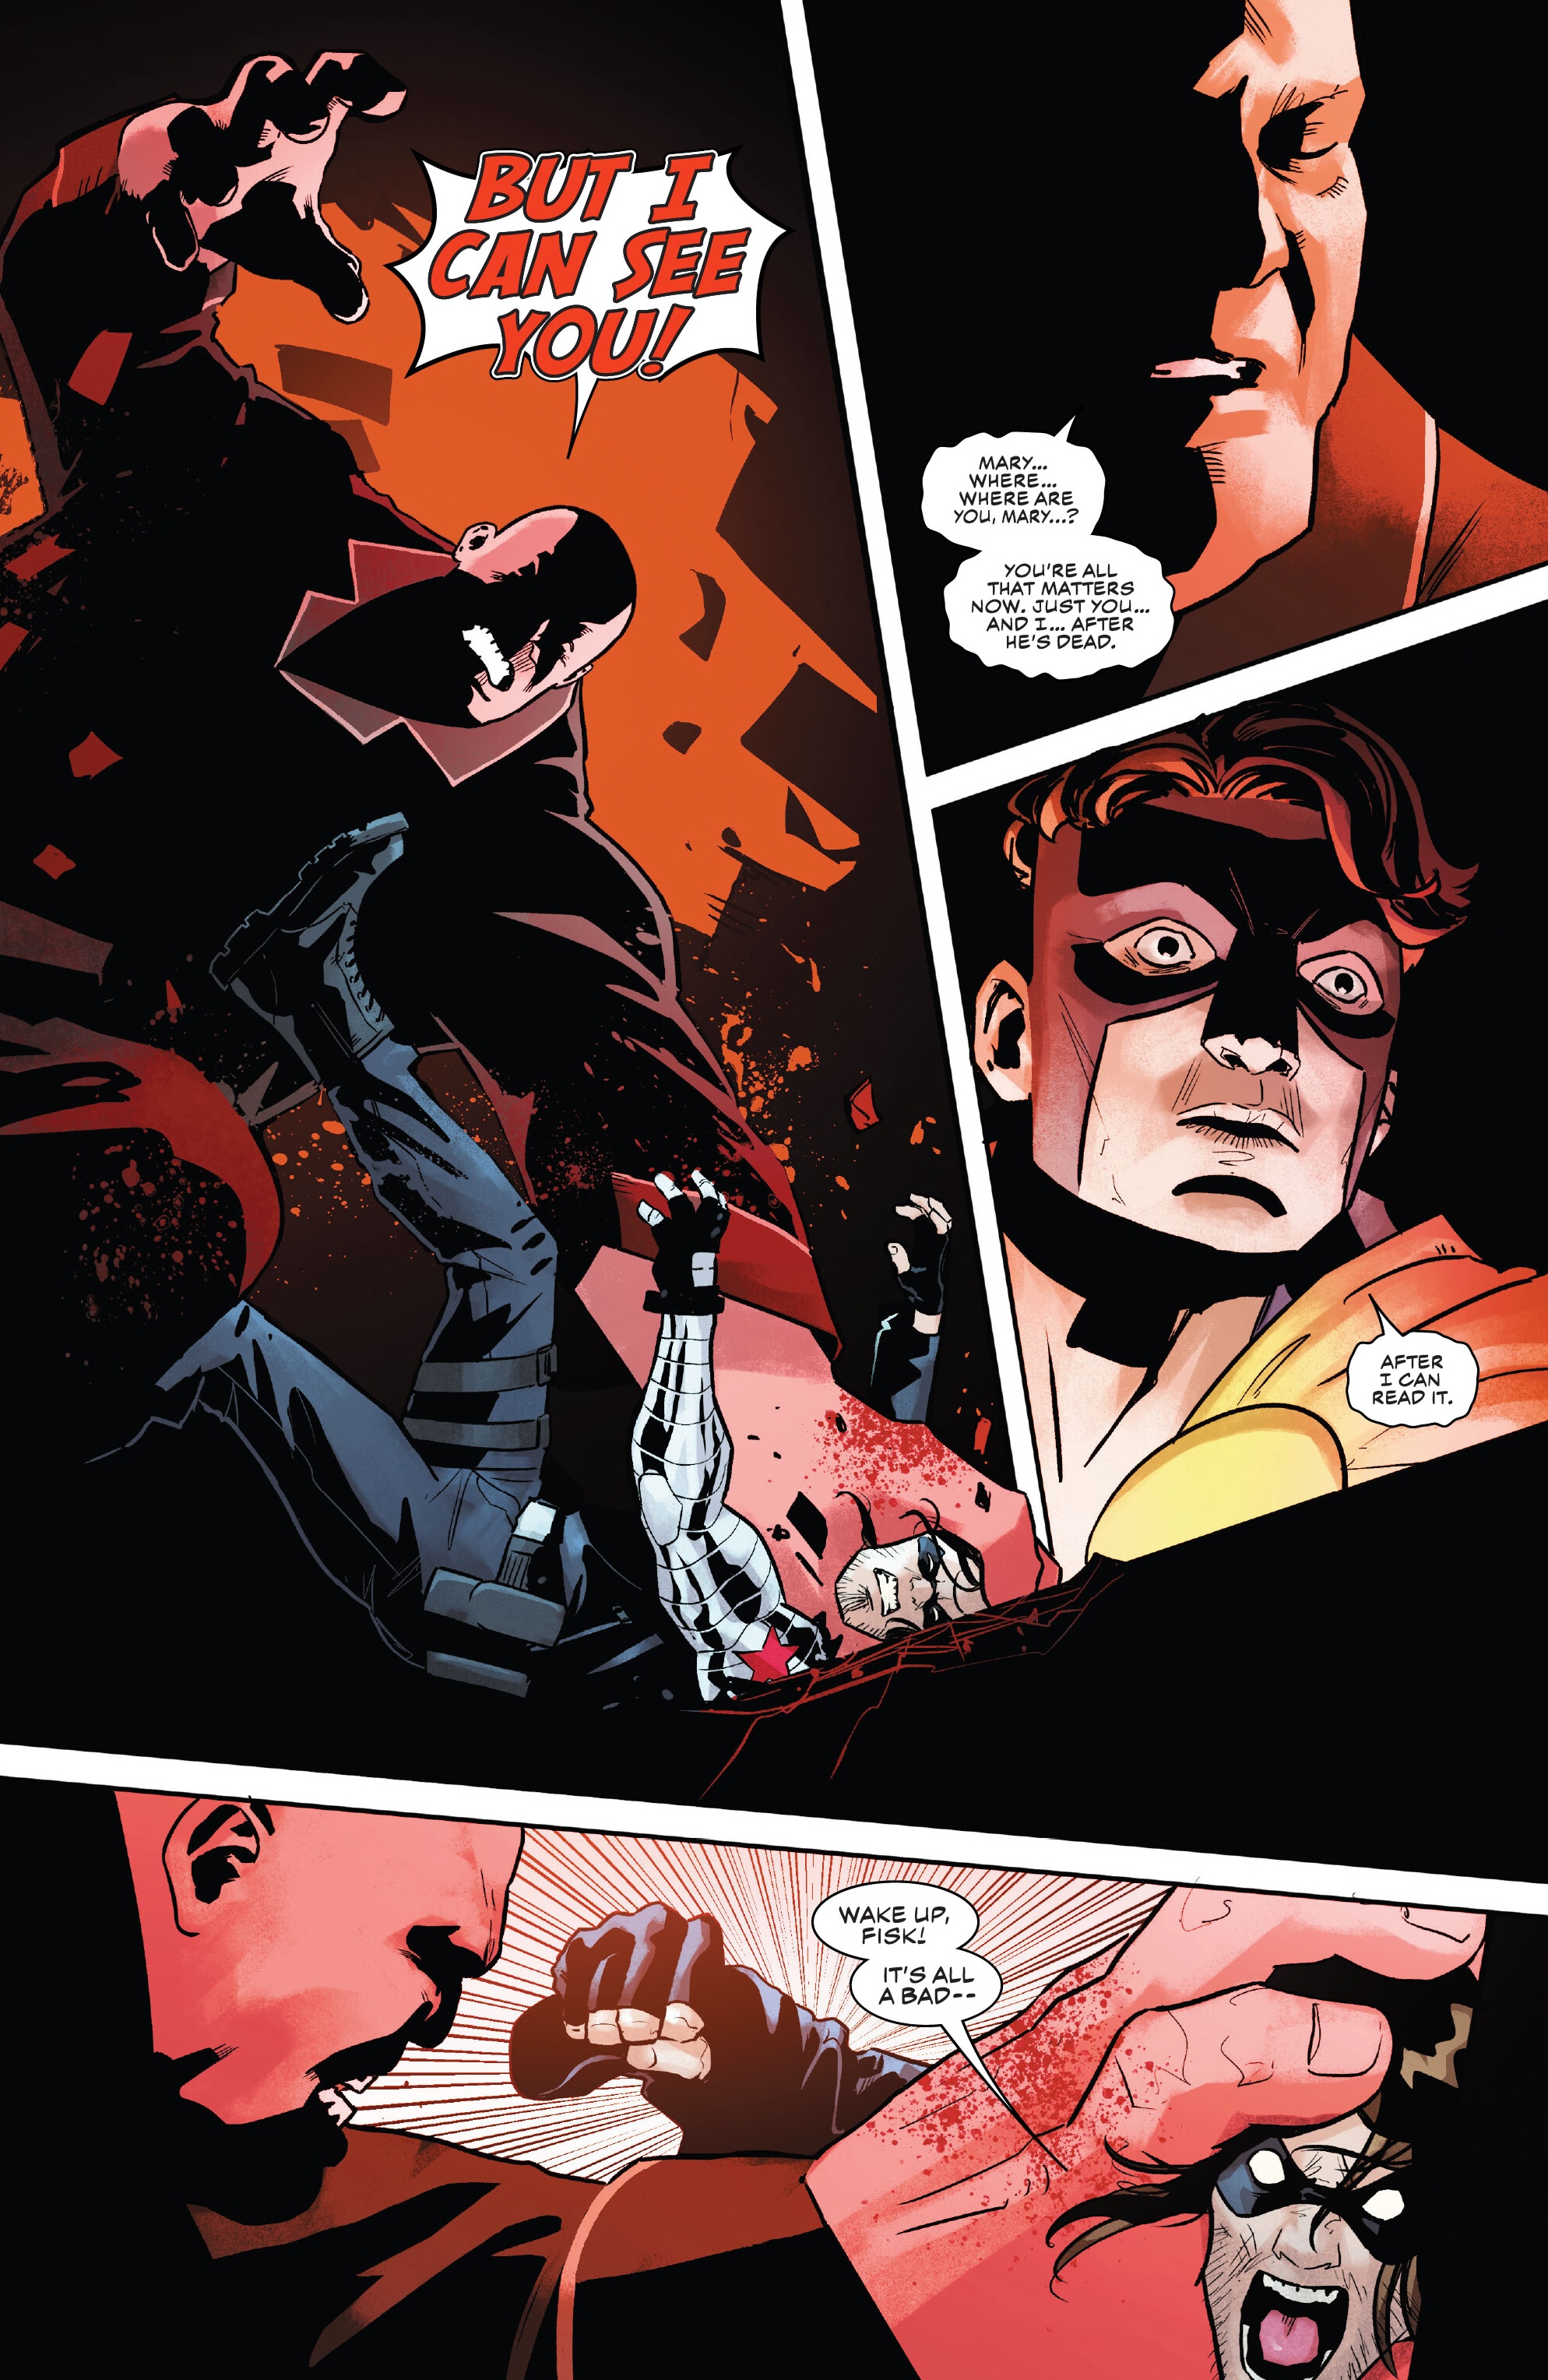 BUT I
CAN SEE
YOU!
MARY...
WHERE...
WHERE ARE
YOU, MARY...?
YOU'RE ALL
THAT MATTERS
NOW. JUST YOU...
AND I... AFTER
HE'S DEAD.
AFTER
I CAN
READ IT.
WAKE UP,
FISK!
IT'S ALL
A BAD--